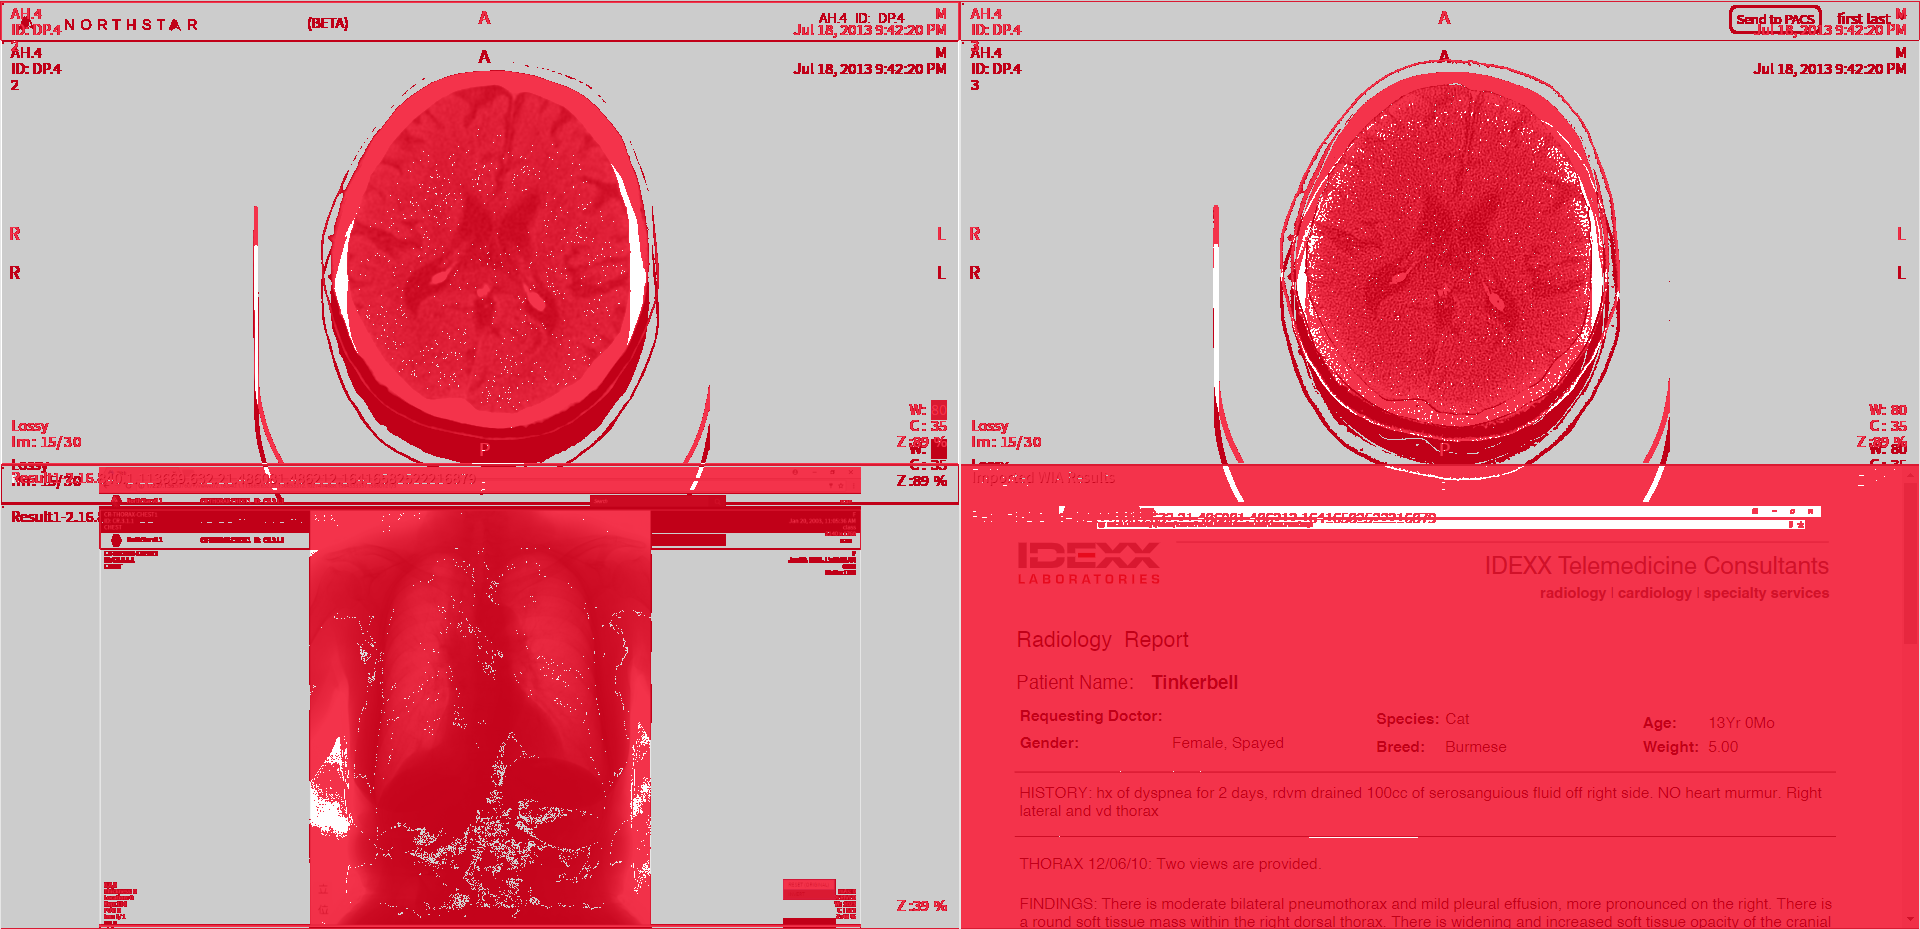 AH.4
ID: DP.4
NORTHSTAR
(BETA)
A
AH.4 ID: DP.4
M
Jul 18, 2013 9:42:20 PM
AH.4
ID: DP.4
2
A
M
Jul 18, 2013 9:42:20 PM
R
L
R
L
Lossy
Im: 15/30
W: 80
C: 35
Z :89 %
W:
C: 35
Z :89 %
P
AH.4
ID: DP.4
A
Send to PACS
first last
M
Jul 18, 2013 9:42:20 PM
AH.4
ID: DP.4
3
A
M
Jul 18, 2013 9:42:20 PM
R
L
R
L
Lossy
Im: 15/30
W: 80
C: 35
Z :89 %
W: 80
Result1-2.16.
Z :39 %
Imported WIA Results
IDEXX
LABORATORIES
IDEXX Telemedicine Consultants
radiology | cardiology | specialty services
Radiology Report
Patient Name: Tinkerbell
Requesting Doctor:
Species: Cat
Age: 13Yr 0Mo
Gender: Female, Spayed
Breed: Burmese
Weight: 5.00
HISTORY: hx of dyspnea for 2 days, rdvm drained 100cc of serosanguious fluid off right side. NO heart murmur. Right
lateral and vd thorax
THORAX 12/06/10: Two views are provided.
FINDINGS: There is moderate bilateral pneumothorax and mild pleural effusion, more pronounced on the right. There is
a round soft tissue mass within the right dorsal thorax. There is widening and increased soft tissue opacity of the cranial